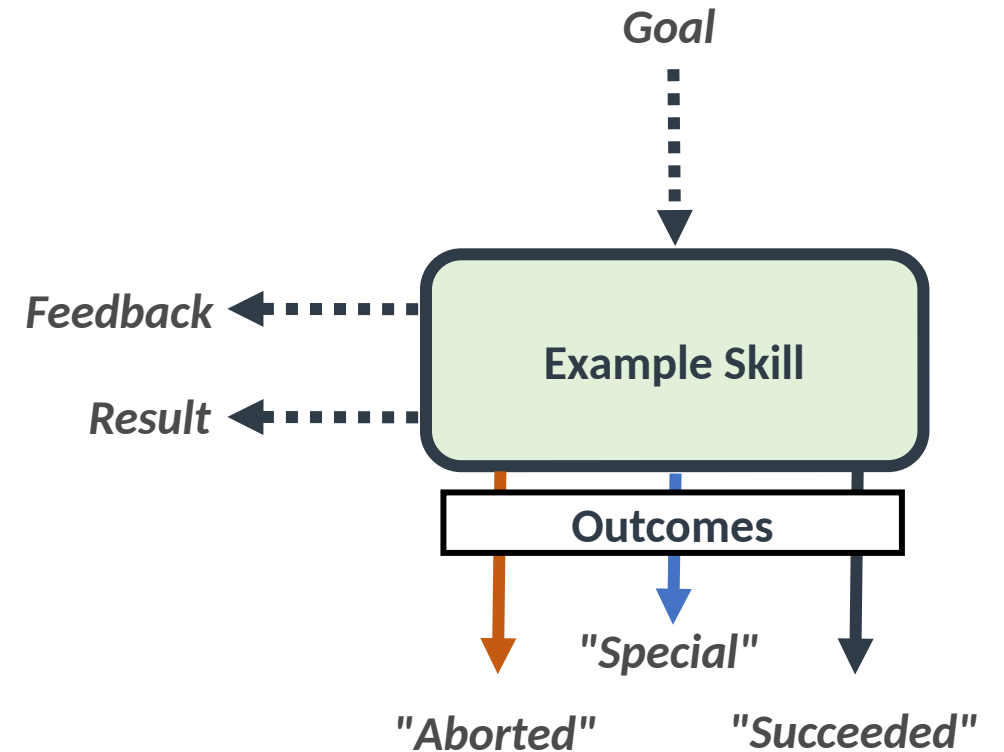 Goal
Feedback
Example Skill
Result
Outcomes
"Special"
"Aborted"
"Succeeded"